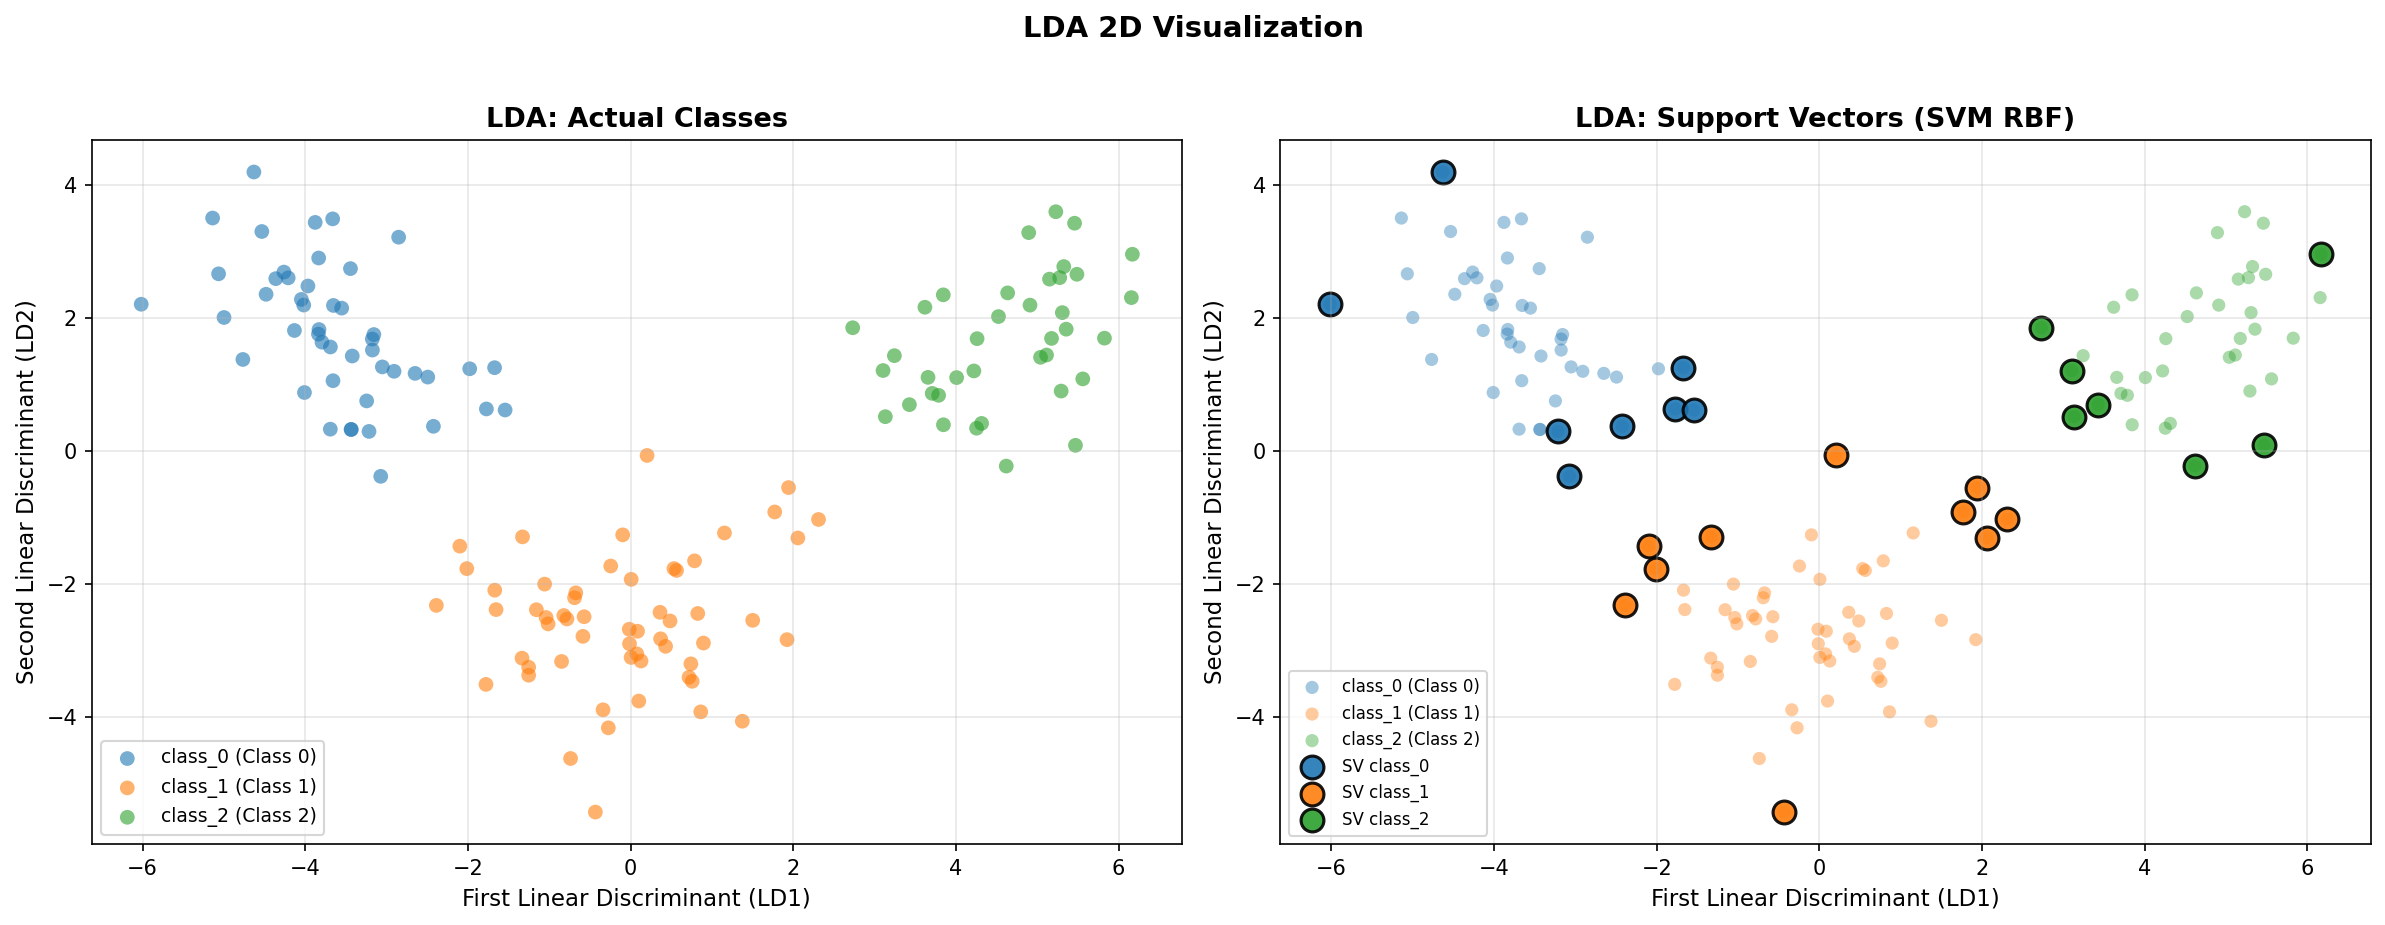 LDA 2D Visualization
LDA: Actual Classes
Second Linear Discriminant (LD2)
4
2
0
−2
−4
class_0 (Class 0)
class_1 (Class 1)
class_2 (Class 2)
−6 −4 −2 0 2 4 6
First Linear Discriminant (LD1)
LDA: Support Vectors (SVM RBF)
Second Linear Discriminant (LD2)
4
2
0
−2
−4
class_0 (Class 0)
class_1 (Class 1)
class_2 (Class 2)
SV class_0
SV class_1
SV class_2
−6 −4 −2 0 2 4 6
First Linear Discriminant (LD1)